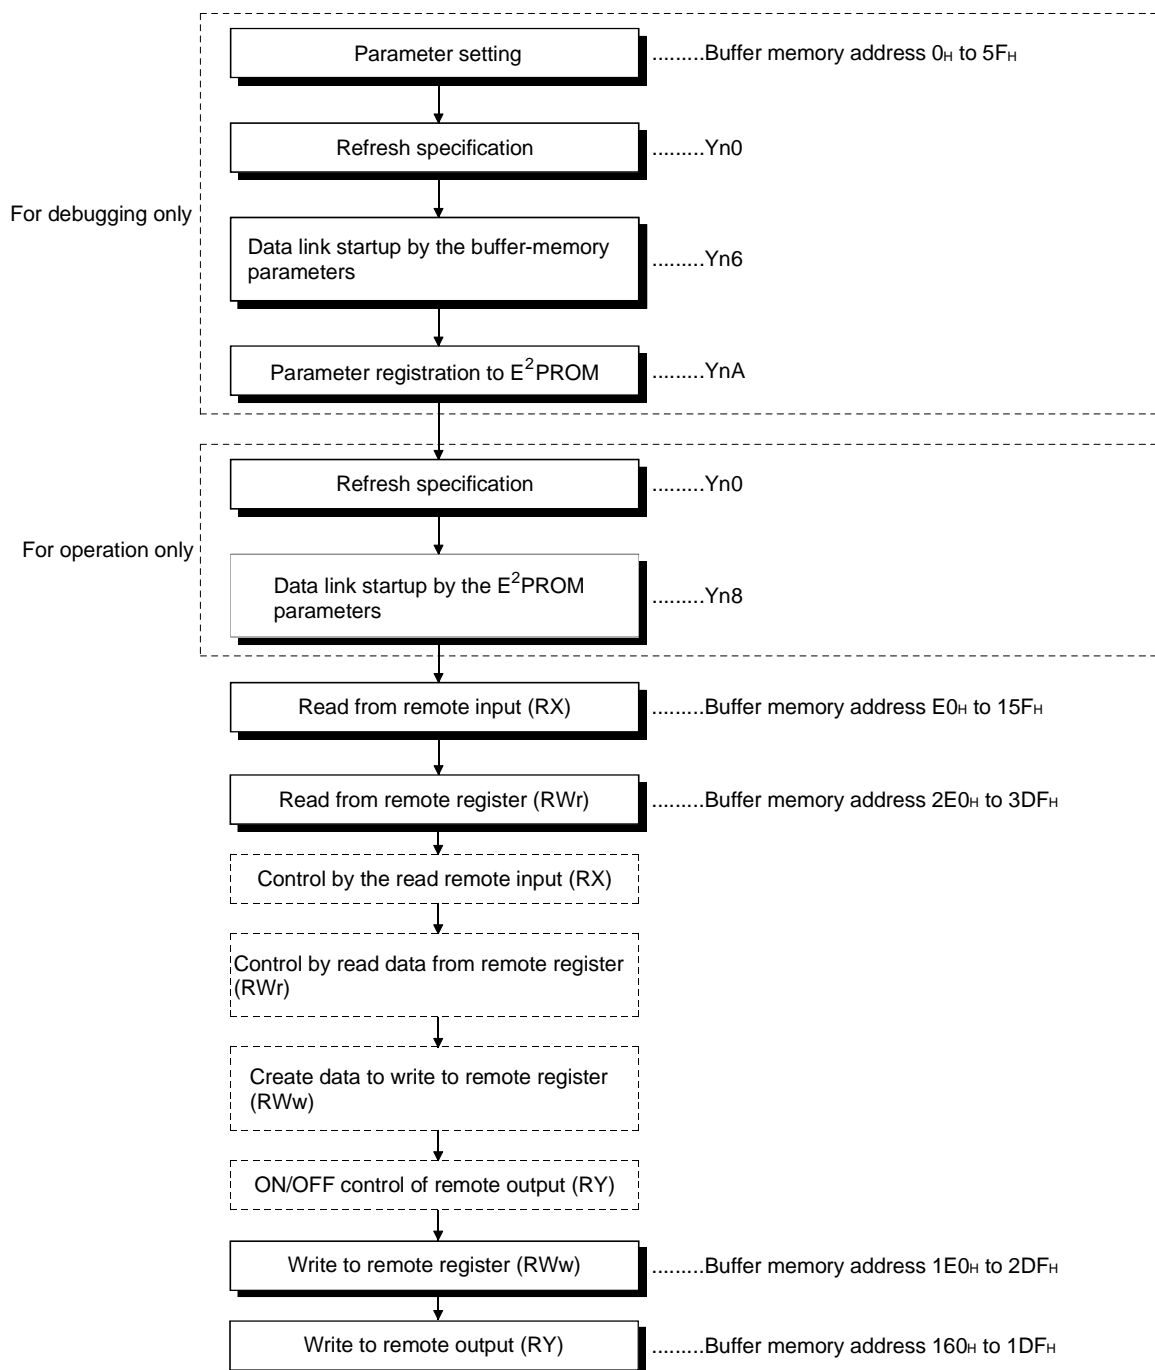 Parameter setting .........Buffer memory address 0H to 5FH
Refresh specification .........Yn0
For debugging only
Data link startup by the buffer-memory
parameters
.........Yn6
Parameter registration to E2PROM .........YnA
Refresh specification .........Yn0
For operation only
Data link startup by the E2PROM
parameters
.........Yn8
Read from remote input (RX) .........Buffer memory address E0H to 15FH
Read from remote register (RWr) .........Buffer memory address 2E0H to 3DFH
Control by the read remote input (RX)
Control by read data from remote register
(RWr)
Create data to write to remote register
(RWw)
ON/OFF control of remote output (RY)
Write to remote register (RWw) .........Buffer memory address 1E0H to 2DFH
Write to remote output (RY) .........Buffer memory address 160H to 1DFH